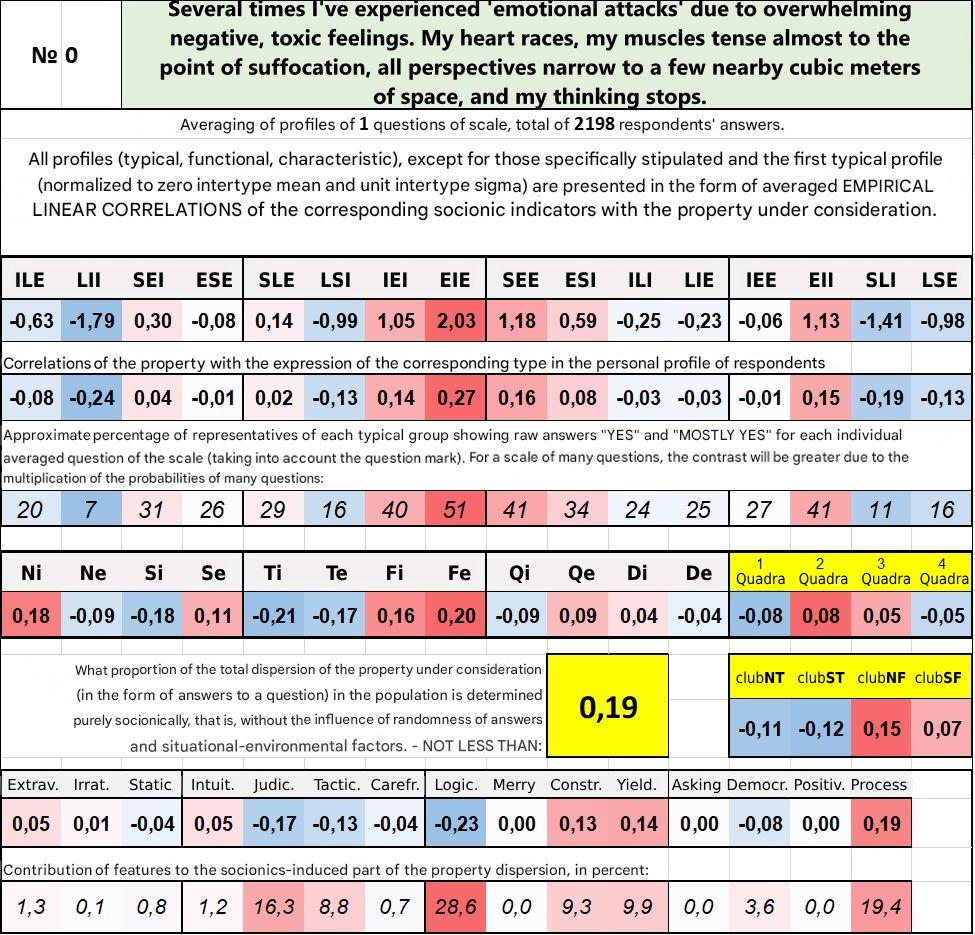 № 0
Several times I've experienced 'emotional attacks' due to overwhelming
negative, toxic feelings. My heart races, my muscles tense almost to the
point of suffocation, all perspectives narrow to a few nearby cubic meters
of space, and my thinking stops.
Averaging of profiles of 1 questions of scale, total of 2198 respondents' answers.
All profiles (typical, functional, characteristic), except for those specifically stipulated and the first typical profile
(normalized to zero intertype mean and unit intertype sigma) are presented in the form of averaged EMPIRICAL
LINEAR CORRELATIONS of the corresponding socionic indicators with the property under consideration.
ILE LII SEI ESE SLE LSI IEI EIE SEE ESI ILI LIE IEE EII SLI LSE
-0,63 -1,79 0,30 -0,08 0,14 -0,99 1,05 2,03 1,18 0,59 -0,25 -0,23 -0,06 1,13 -1,41 -0,98
Correlations of the property with the expression of the corresponding type in the personal profile of respondents
-0,08 -0,24 0,04 -0,01 0,02 -0,13 0,14 0,27 0,16 0,08 -0,03 -0,03 -0,01 0,15 -0,19 -0,13
Approximate percentage of representatives of each typical group showing raw answers "YES" and "MOSTLY YES" for each individual
averaged question of the scale (taking into account the question mark). For a scale of many questions, the contrast will be greater due to the
multiplication of the probabilities of many questions:
20 7 31 26 29 16 40 51 41 34 24 25 27 41 11 16
Ni Ne Si Se Ti Te Fi Fe Qi Qe Di De 1 Quadra 2 Quadra 3 Quadra 4 Quadra
0,18 -0,09 -0,18 0,11 -0,21 -0,17 0,16 0,20 -0,09 0,09 0,04 -0,04 -0,08 0,08 0,05 -0,05
What proportion of the total dispersion of the property under consideration
(in the form of answers to a question) in the population is determined
purely socionically, that is, without the influence of randomness of answers
and situational-environmental factors. - NOT LESS THAN:
0,19
clubNT clubST clubNF clubSF
-0,11 -0,12 0,15 0,07
Extrav. Irrat. Static Intuit. Judic. Tactic. Carefr. Logic. Merry Constr. Yield. Asking Democr. Positiv. Process
0,05 0,01 -0,04 0,05 -0,17 -0,13 -0,04 -0,23 0,00 0,13 0,14 0,00 -0,08 0,00 0,19
Contribution of features to the socionics-induced part of the property dispersion, in percent:
1,3 0,1 0,8 1,2 16,3 8,8 0,7 28,6 0,0 9,3 9,9 0,0 3,6 0,0 19,4